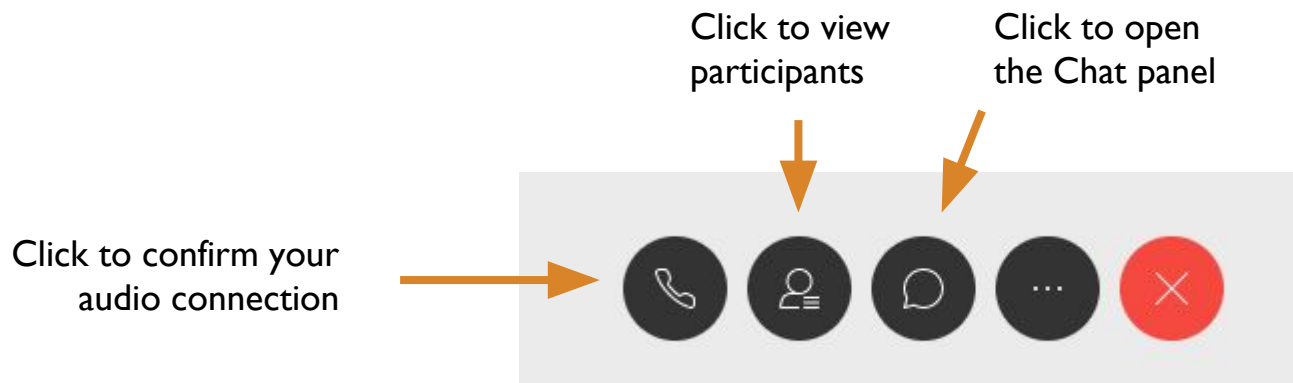 Click to view
participants
Click to open
the Chat panel
Click to confirm your
audio connection